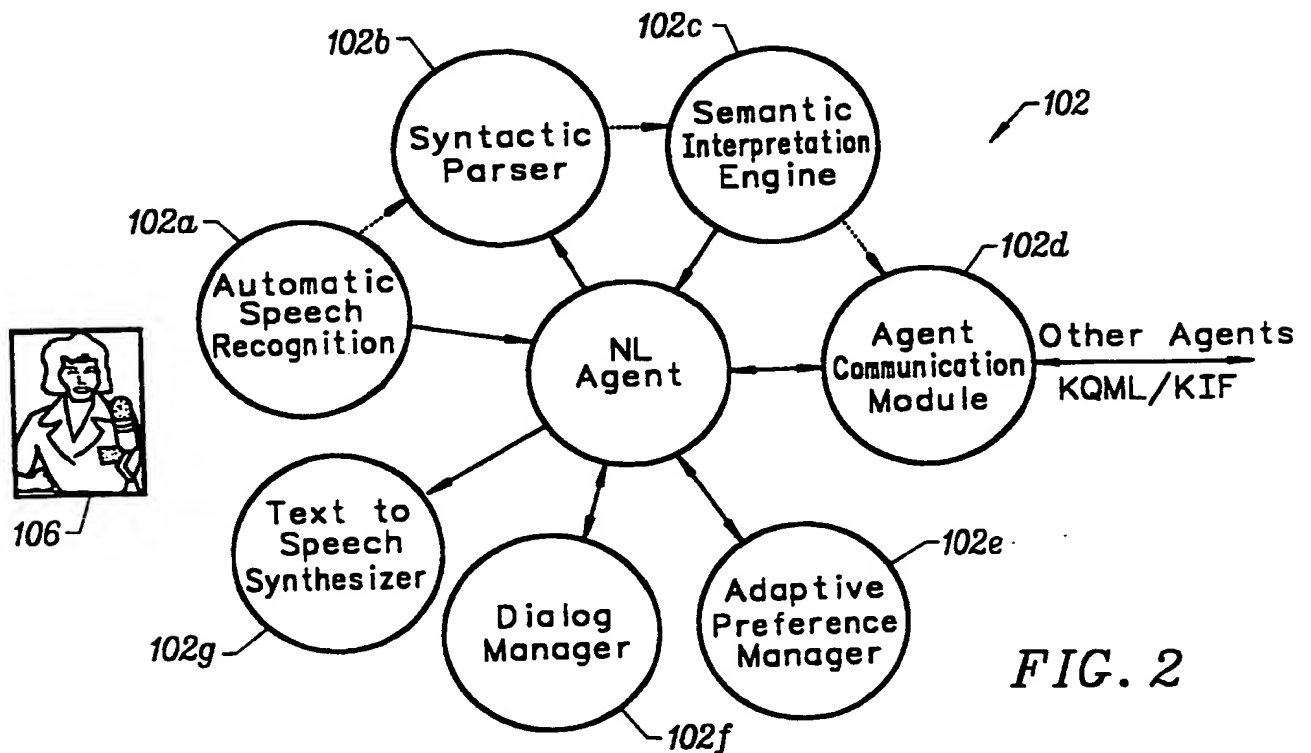 102b
102c
102
Syntactic
Parser
Semantic
Interpretation
Engine
102a
102d
Automatic
Speech
Recognition
NL
Agent
Agent
Communication
Module
Other Agents
KQML/KIF
106
Text to
Speech
Synthesizer
102g
Dialog
Manager
102f
Adaptive
Preference
Manager
102e
FIG. 2